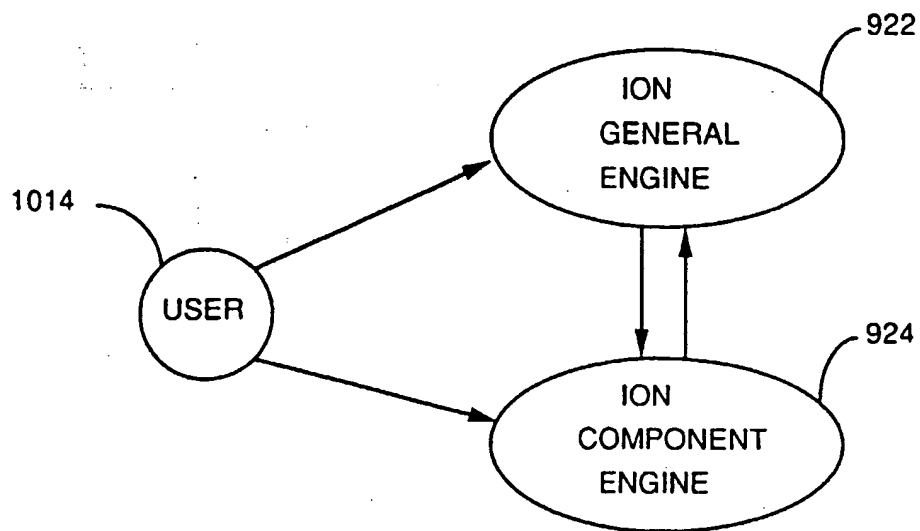 922
ION
GENERAL
ENGINE
1014
USER
924
ION
COMPONENT
ENGINE